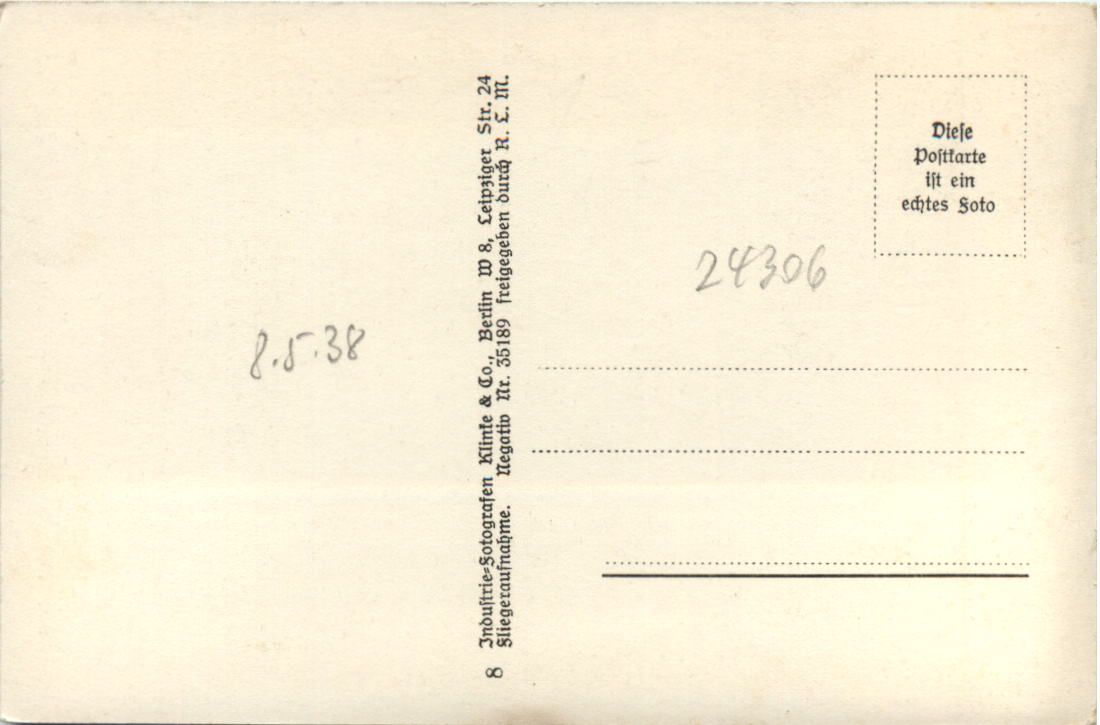 8.5.38
8 Industrie-Fotografen Klinke & Co., Berlin W 8, Leipziger Str. 24
Fliegeraufnahme. Negativ Nr. 35189 freigegeben durch R. L. M.
Diese
Postkarte
ist ein
echtes Foto
24306